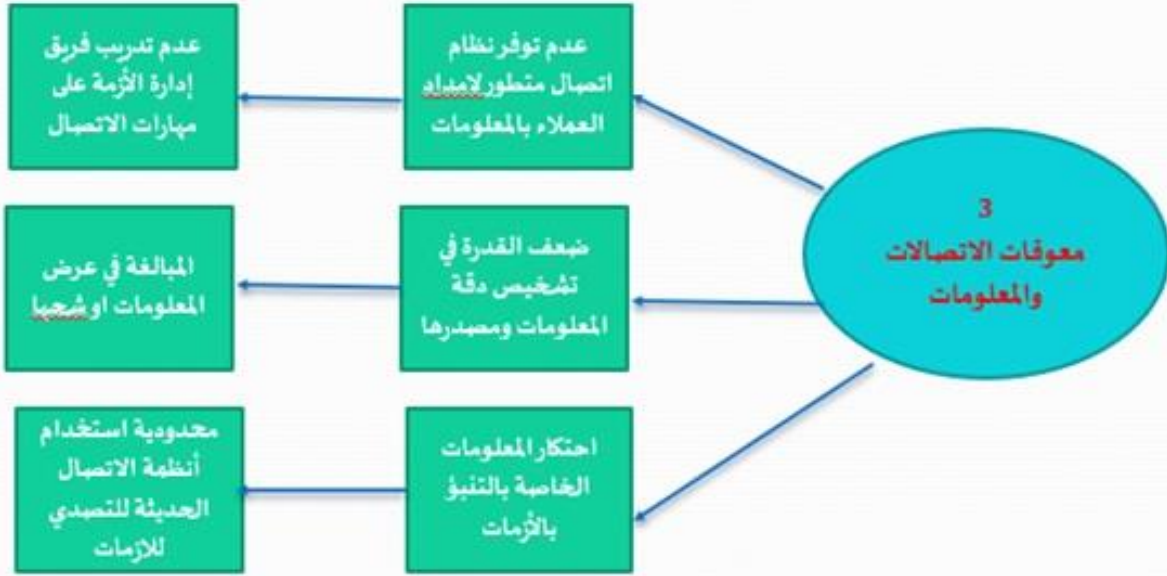 3
معوقات الاتصالات
والمعلومات
عدم توفر نظام
اتصال متطور لامداد
العملاء بالمعلومات
عدم تدريب فريق
إدارة الأزمة على
مهارات الاتصال
ضعف القدرة في
تشخيص دقة
المعلومات ومصدرها
المبالغة في عرض
المعلومات او شحها
احتكار المعلومات
الخاصة بالتنبؤ
بالأزمات
محدودية استخدام
أنظمة الاتصال
الحديثة للتصدي
للازمات